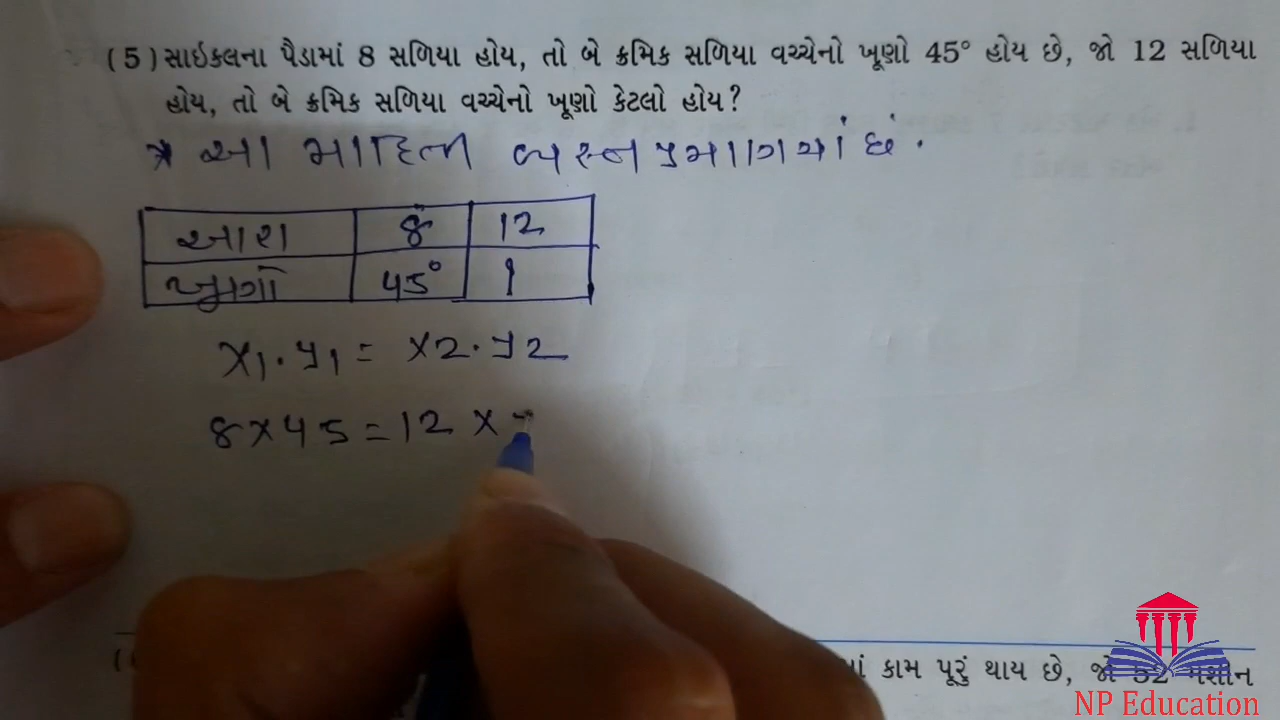 (5) સાઇકલના પૈડામાં 8 સળિયા હોય, તો બે ક્રમિક સળિયા વચ્ચેનો ખૂણો 45° હોય છે, જો 12 સળિયા
હોય, તો બે ક્રમિક સળિયા વચ્ચેનો ખૂણો કેટલો હોય?
* આ માહિતી વ્યસ્ત પ્રમાણમાં છે.
આરા 8 12
ખૂણો 45° ?
x1 . y1 = x2 . y2
8 x 45 = 12 x
માં કામ પૂરું થાય છે, જો 52 મશીન
NP Education